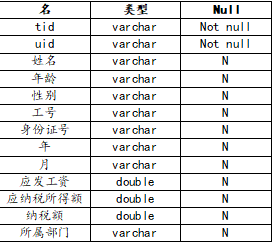 名 类型 Null
tid varchar Not null
uid varchar Not null
姓名 varchar N
年龄 varchar N
性别 varchar N
工号 varchar N
身份证号 varchar N
年 varchar N
月 varchar N
应发工资 double N
应纳税所得额 double N
纳税额 double N
所属部门 varchar N